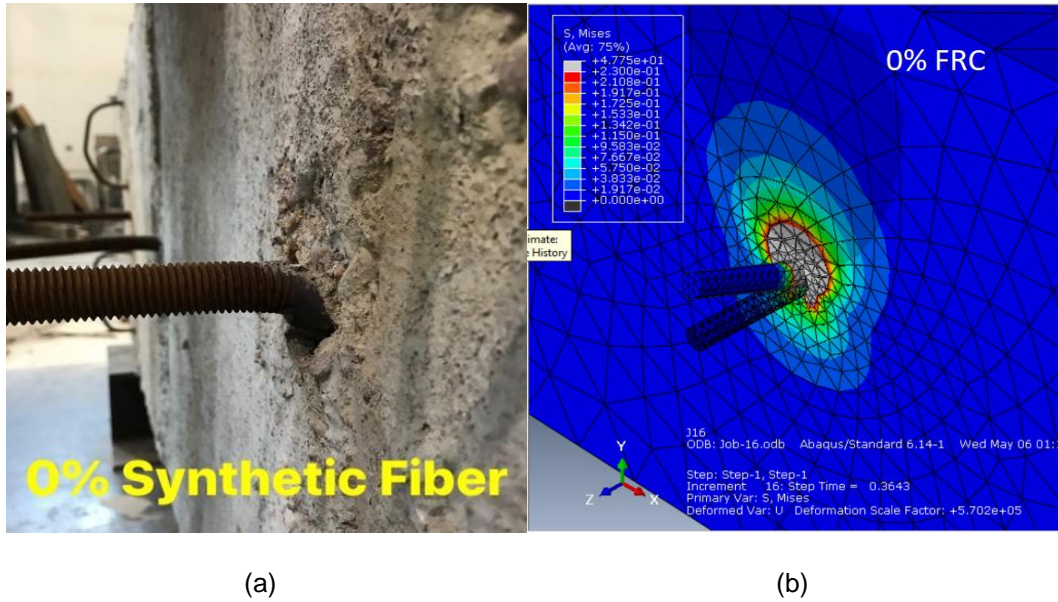 0% Synthetic Fiber
S, Mises
(Avg: 75%)
+4.775e+01
+2.300e-01
+2.108e-01
+1.917e-01
+1.725e-01
+1.533e-01
+1.342e-01
+1.150e-01
+9.583e-02
+7.667e-02
+5.750e-02
+3.833e-02
+1.917e-02
+0.000e+00
0% FRC
imate:
e History
J16
ODB: Job-16.odb Abaqus/Standard 6.14-1 Wed May 06 01:
Step: Step-1, Step-1
Increment 16: Step Time = 0.3643
Primary Var: S, Mises
Deformed Var: U Deformation Scale Factor: +5.702e+05
Y
Z
X
(a)
(b)